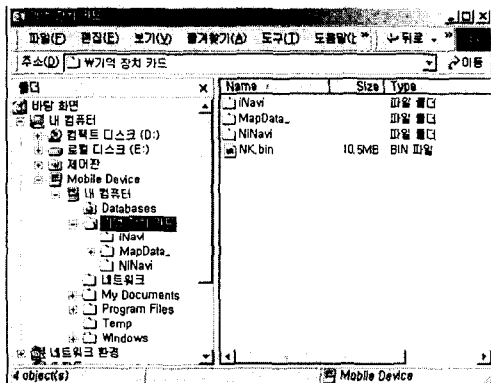 파일(F) 편집(E) 보기(V) 즐겨찾기(A) 도구(T) 도움말(H) » 뒤로 »
주소(D) ₩기억 장치 카드 이동
폴더 ×
바탕 화면
내 컴퓨터
컴팩트 디스크 (D:)
로컬 디스크 (E:)
제어판
Mobile Device
내 컴퓨터
Databases
iNavi
MapData_
NINavi
네트워크
My Documents
Program Files
Temp
Windows
네트워크 환경
Name Size Type
iNavi 파일 폴더
MapData_ 파일 폴더
NINavi 파일 폴더
NK.bin 10.5MB BIN 파일
4 object(s) Mobile Device